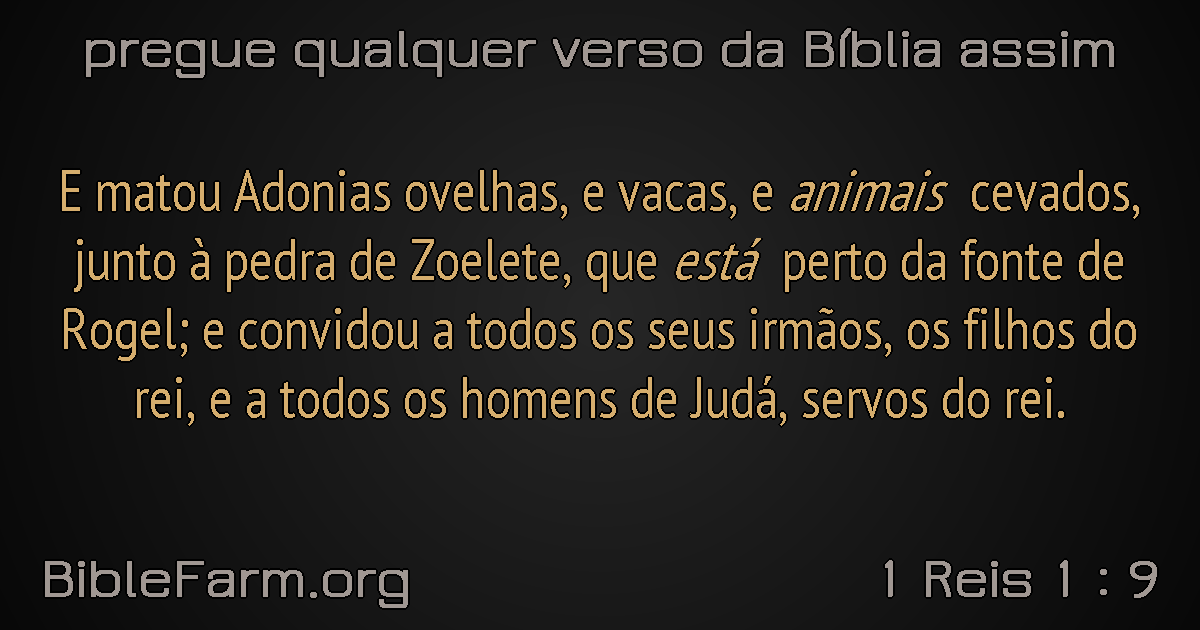 pregue qualquer verso da Bíblia assim
E matou Adonias ovelhas, e vacas, e animais cevados,
junto à pedra de Zoelete, que está perto da fonte de
Rogel; e convidou a todos os seus irmãos, os filhos do
rei, e a todos os homens de Judá, servos do rei.
BibleFarm.org
1 Reis 1 : 9